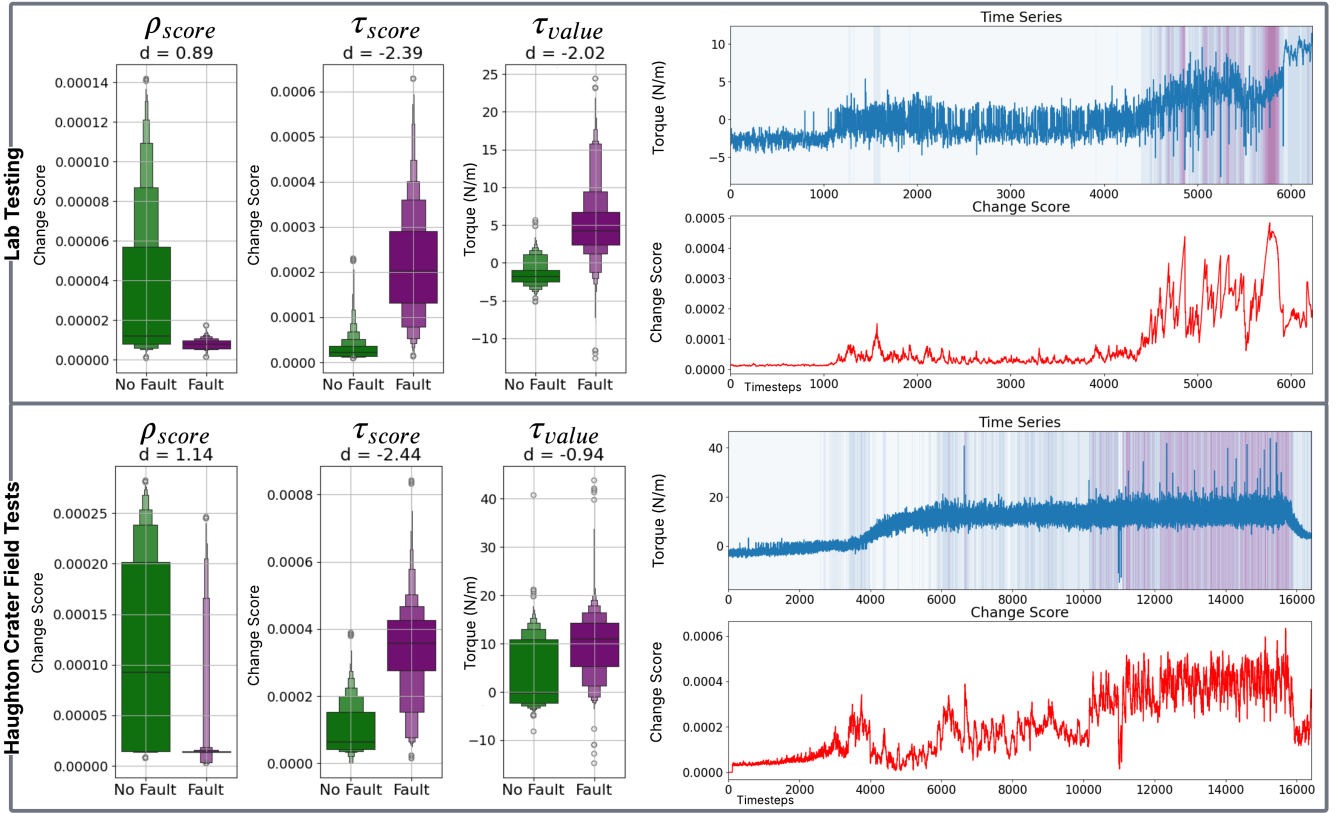 Lab Testing
ρscore
d = 0.89
Change Score
0.00014
0.00012
0.00010
0.00008
0.00006
0.00004
0.00002
0.00000
No Fault Fault
τscore
d = -2.39
Change Score
0.0006
0.0005
0.0004
0.0003
0.0002
0.0001
0.0000
No Fault Fault
τvalue
d = -2.02
Torque (N/m)
25
20
15
10
5
0
−5
−10
No Fault Fault
Time Series
Torque (N/m)
10
5
0
−5
0 1000 2000 3000 4000 5000 6000
Change Score
Change Score
0.0005
0.0004
0.0003
0.0002
0.0001
0.0000
0 1000 2000 3000 4000 5000 6000
Timesteps
Haughton Crater Field Tests
ρscore
d = 1.14
Change Score
0.00025
0.00020
0.00015
0.00010
0.00005
0.00000
No Fault Fault
τscore
d = -2.44
Change Score
0.0008
0.0006
0.0004
0.0002
0.0000
No Fault Fault
τvalue
d = -0.94
Torque (N/m)
40
30
20
10
0
−10
No Fault Fault
Time Series
Torque (N/m)
40
20
0
0 2000 4000 6000 8000 10000 12000 14000 16000
Change Score
Change Score
0.0006
0.0004
0.0002
0.0000
0 2000 4000 6000 8000 10000 12000 14000 16000
Timesteps